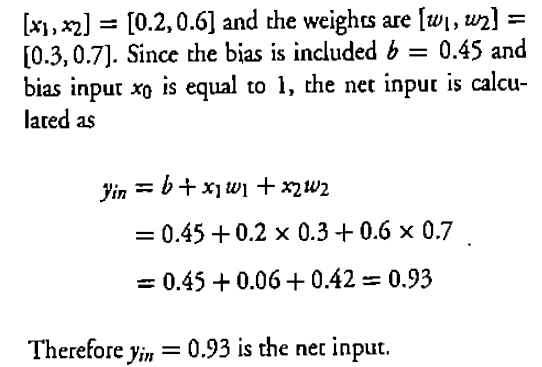 [x₁, x₂] = [0.2, 0.6] and the weights are [w₁, w₂] =
[0.3, 0.7]. Since the bias is included b = 0.45 and
bias input x₀ is equal to 1, the net input is calcu-
lated as
yᵢₙ = b + x₁w₁ + x₂w₂
= 0.45 + 0.2 × 0.3 + 0.6 × 0.7
= 0.45 + 0.06 + 0.42 = 0.93
Therefore yᵢₙ = 0.93 is the net input.